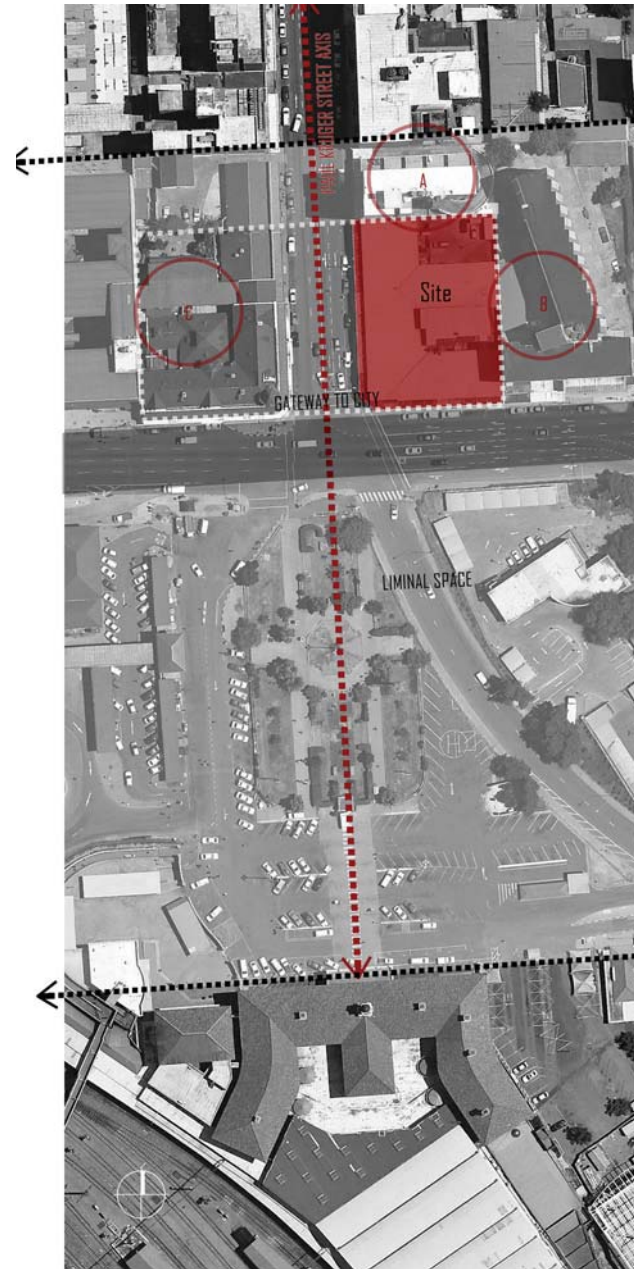 PAUL KRUGER STREET AXIS
A
Site
B
C
GATEWAY TO CITY
LIMINAL SPACE